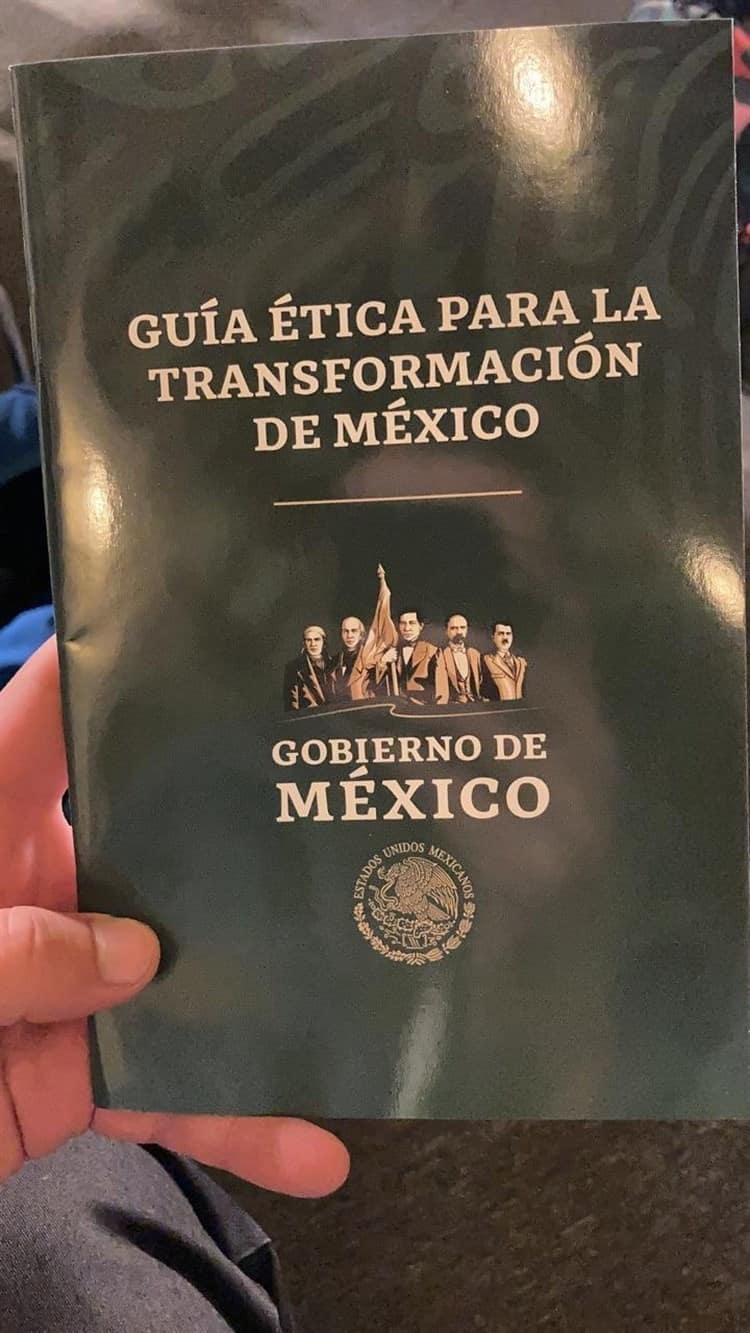 GUÍA ÉTICA PARA LA
TRANSFORMACIÓN
DE MÉXICO
GOBIERNO DE
MÉXICO
ESTADOS UNIDOS MEXICANOS